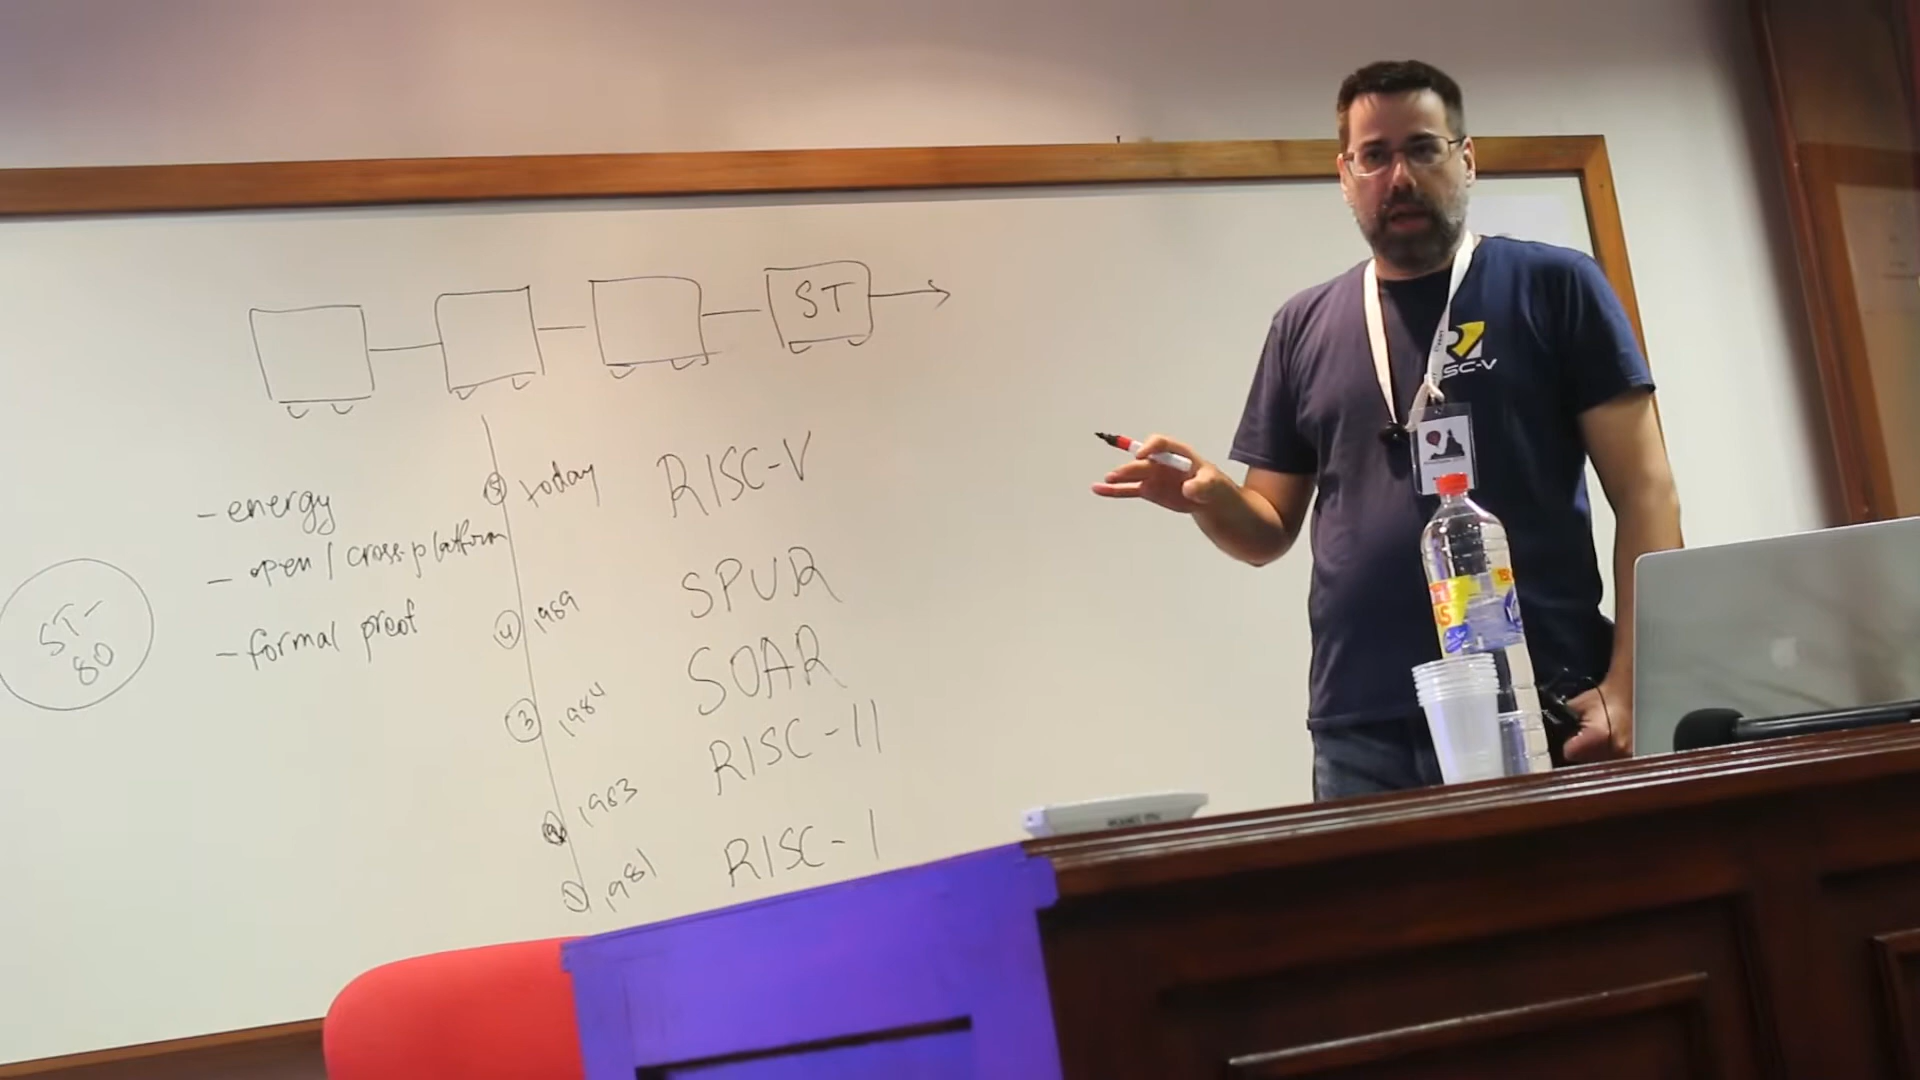 ST
- energy
- open / cross-platform
- formal proof
ST-
80
5 today RISC-V
4 1989 SPUR
3 1984 SOAR
1983 RISC-II
1 1981 RISC-I
RISC-V